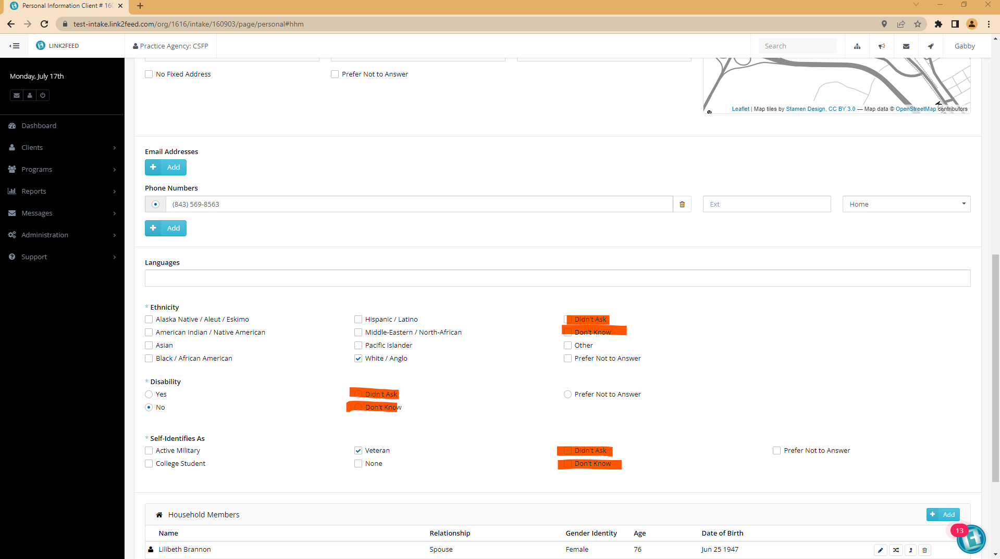 Personal Information Client # 160
test-intake.link2feed.com/org/1616/intake/160903/page/personal#hhm
LINK2FEED
Practice Agency: CSFP
Search
Gabby
Monday, July 17th
Dashboard
Clients
Programs
Reports
Messages
Administration
Support
No Fixed Address
Prefer Not to Answer
Leaflet | Map tiles by Stamen Design, CC BY 3.0 — Map data © OpenStreetMap contributors
Email Addresses
Add
Phone Numbers
(843) 569-8563
Ext
Home
Add
Languages
* Ethnicity
Alaska Native / Aleut / Eskimo
Hispanic / Latino
Didn't Ask
American Indian / Native American
Middle-Eastern / North-African
Don't Know
Asian
Pacific Islander
Other
Black / African American
White / Anglo
Prefer Not to Answer
* Disability
Yes
Didn't Ask
Prefer Not to Answer
No
Don't Know
* Self-Identifies As
Active Military
Veteran
Didn't Ask
Prefer Not to Answer
College Student
None
Don't Know
Household Members
Add
Name Relationship Gender Identity Age Date of Birth
Lilibeth Brannon Spouse Female 76 Jun 25 1947
13